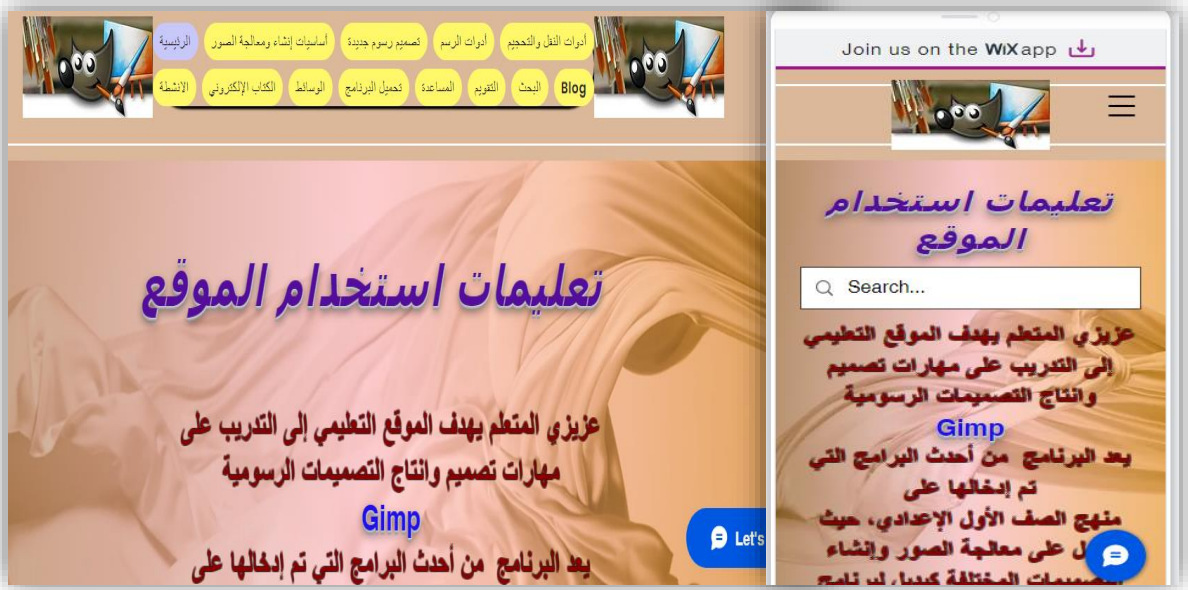 الرئيسية
أساسيات إنشاء ومعالجة الصور
تصميم رسوم جديدة
أدوات الرسم
أدوات النقل والتحجيم
الانشطة
الكتاب الإلكتروني
الوسائط
تحميل البرنامج
المساعدة
التقويم
البحث
Blog
تعليمات استخدام الموقع
عزيزي المتعلم يهدف الموقع التعليمي إلى التدريب على
مهارات تصميم وانتاج التصميمات الرسومية
Gimp
يعد البرنامج من أحدث البرامج التي تم إدخالها على
Let's
Join us on the WiX app
تعليمات استخدام
الموقع
Search...
عزيزي المتعلم يهدف الموقع التعليمي
إلى التدريب على مهارات تصميم
وانتاج التصميمات الرسومية
Gimp
يعد البرنامج من أحدث البرامج التي
تم إدخالها على
منهج الصف الأول الإعدادي، حيث
على معالجة الصور وإنشاء
المختلفة كبديل لبرنامج